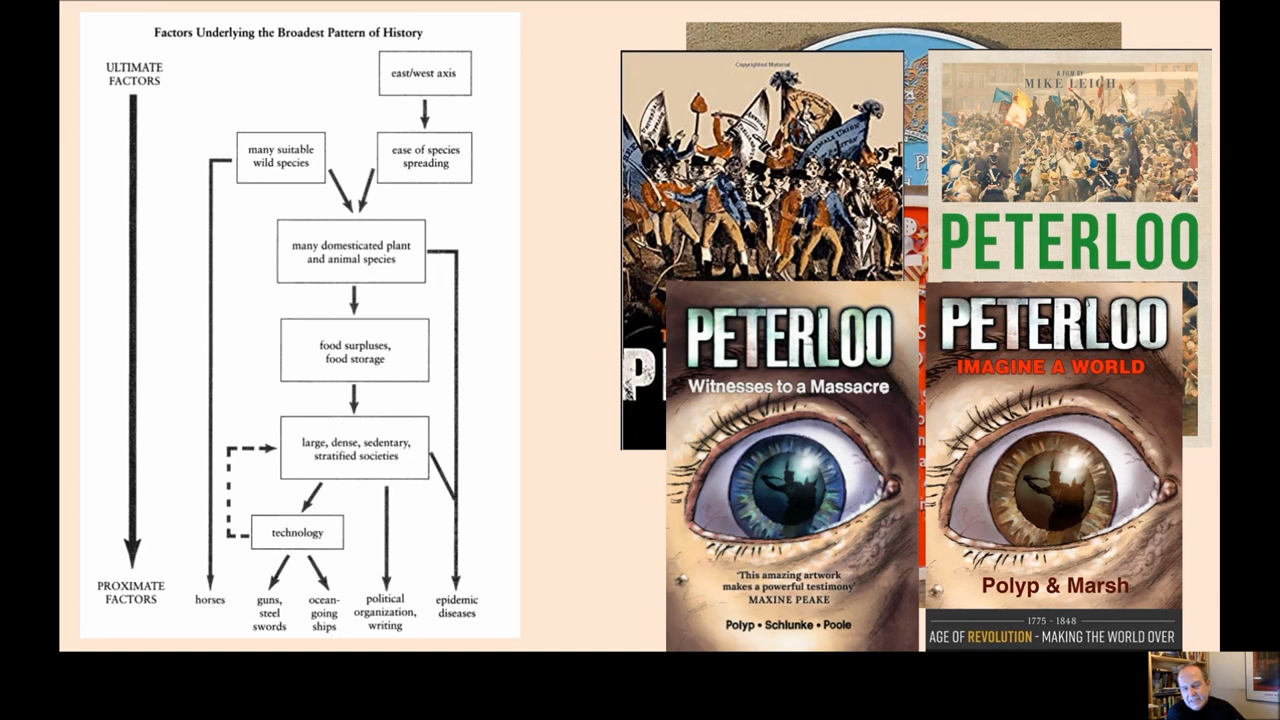 Factors Underlying the Broadest Pattern of History
ULTIMATE
FACTORS
east/west axis
many suitable
wild species
ease of species
spreading
many domesticated plant
and animal species
food surpluses,
food storage
large, dense, sedentary,
stratified societies
technology
PROXIMATE
FACTORS
horses
guns,
steel
swords
ocean-
going
ships
political
organization,
writing
epidemic
diseases
Copyrighted Material
A FILM BY
MIKE LEIGH
PETERLOO
PETERLOO
Witnesses to a Massacre
'This amazing artwork
makes a powerful testimony'
MAXINE PEAKE
Polyp • Schlunke • Poole
PETERLOO
IMAGINE A WORLD
Polyp & Marsh
1775 - 1848
AGE OF REVOLUTION - MAKING THE WORLD OVER